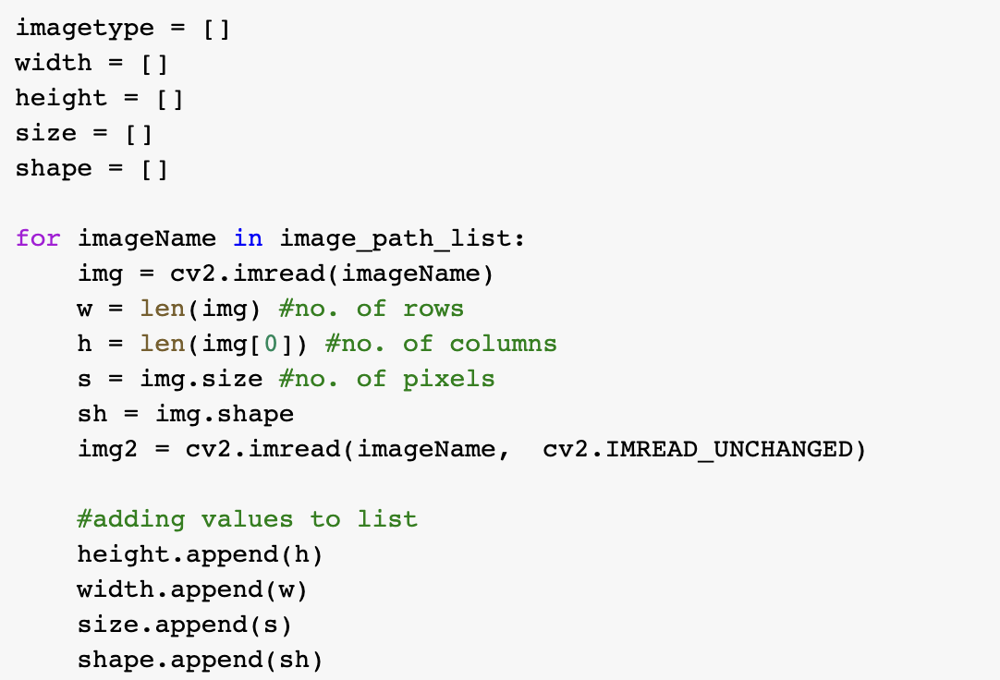 imagetype = []
width = []
height = []
size = []
shape = []

for imageName in image_path_list:
    img = cv2.imread(imageName)
    w = len(img) #no. of rows
    h = len(img[0]) #no. of columns
    s = img.size #no. of pixels
    sh = img.shape
    img2 = cv2.imread(imageName,  cv2.IMREAD_UNCHANGED)

    #adding values to list
    height.append(h)
    width.append(w)
    size.append(s)
    shape.append(sh)